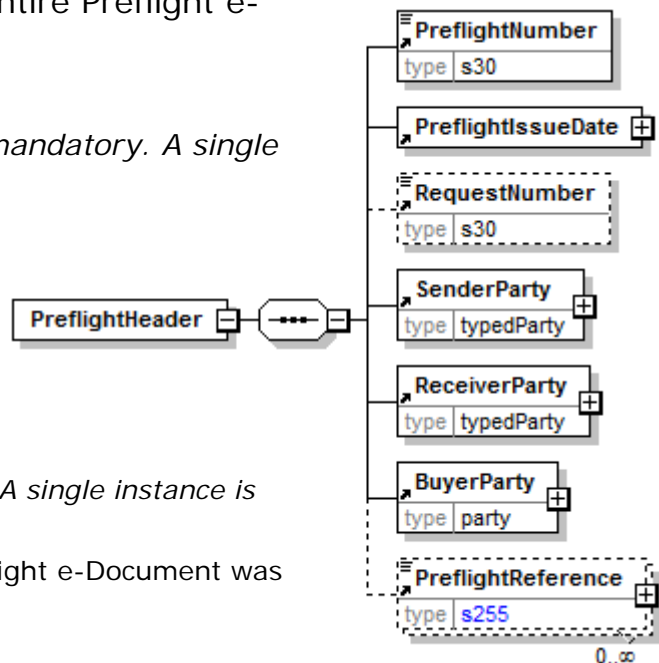 ntire Preflight e-
mandatory. A single
A single instance is
ight e-Document was
PreflightHeader
PreflightNumber
type s30
PreflightIssueDate
RequestNumber
type s30
SenderParty
type typedParty
ReceiverParty
type typedParty
BuyerParty
type party
PreflightReference
type s255
0..∞